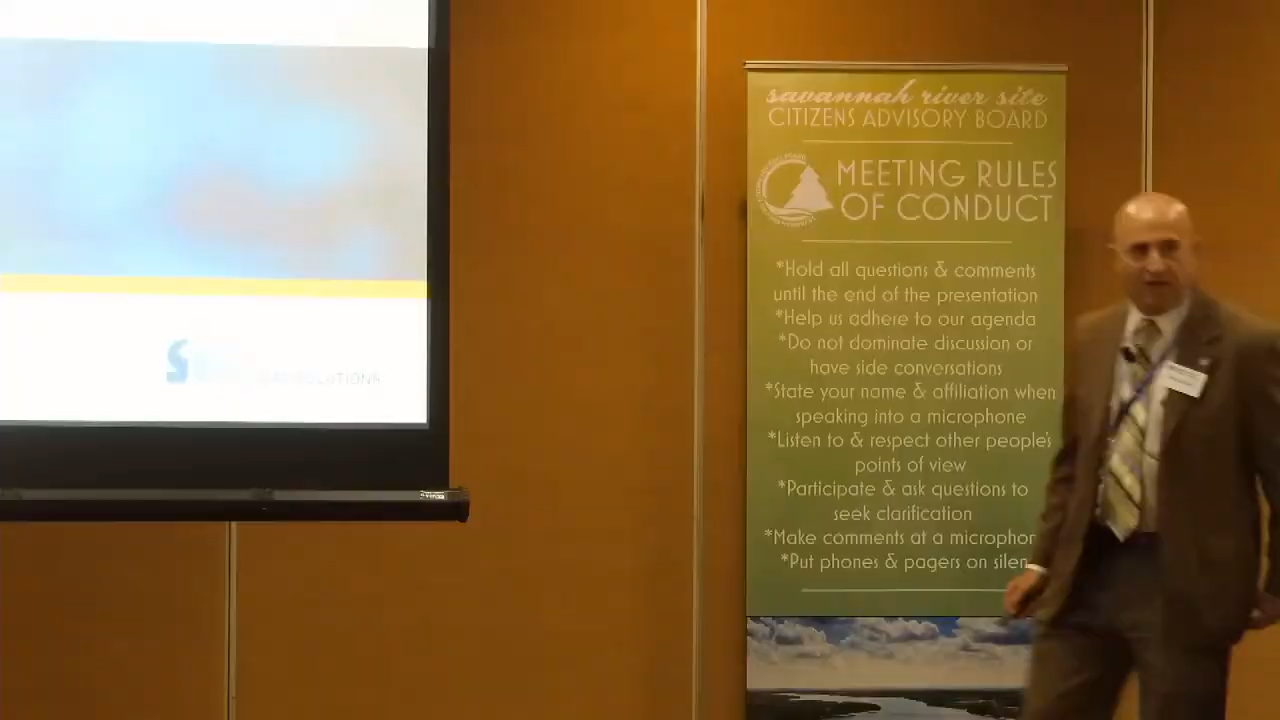 savannah river site
CITIZENS ADVISORY BOARD
MEETING RULES
OF CONDUCT
*Hold all questions & comments
until the end of the presentation
*Help us adhere to our agenda
*Do not dominate discussion or
have side conversations
*State your name & affiliation when
speaking into a microphone
*Listen to & respect other people's
points of view
*Participate & ask questions to
seek clarification
*Make comments at a microphon
*Put phones & pagers on silen